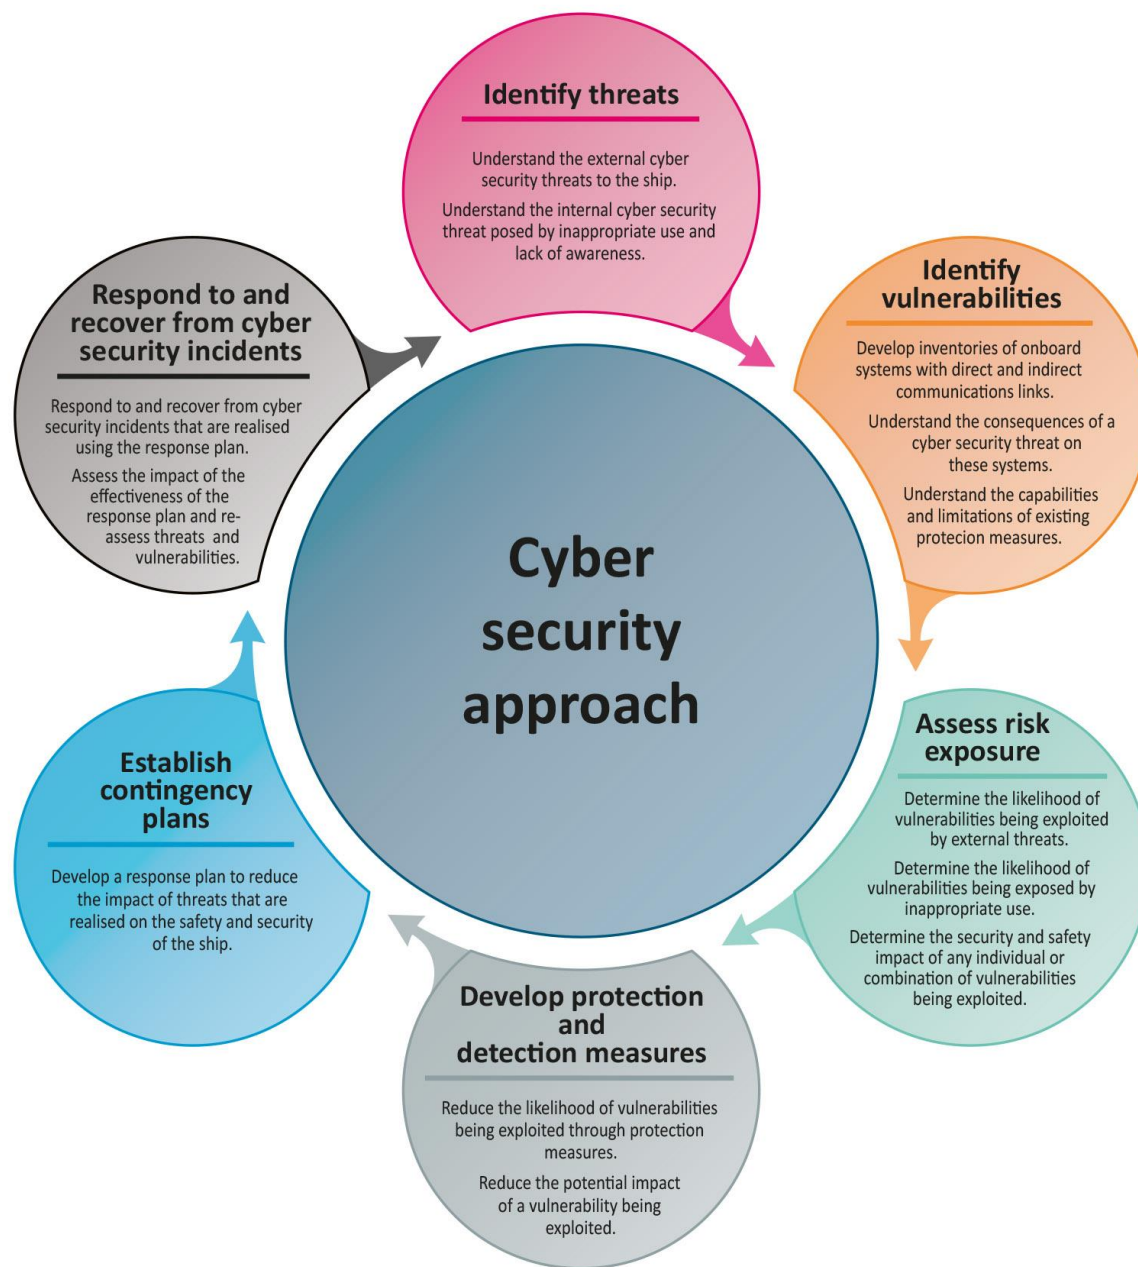 Identify threats
Understand the external cyber
security threats to the ship.
Understand the internal cyber security
threat posed by inappropriate use and
lack of awareness.
Identify
vulnerabilities
Develop inventories of onboard
systems with direct and indirect
communications links.
Understand the consequences of a
cyber security threat on
these systems.
Understand the capabilities
and limitations of existing
protecion measures.
Assess risk
exposure
Determine the likelihood of
vulnerabilities being exploited
by external threats.
Determine the likelihood of
vulnerabilities being exposed by
inappropriate use.
Determine the security and safety
impact of any individual or
combination of vulnerabilities
being exploited.
Develop protection
and
detection measures
Reduce the likelihood of vulnerabilities
being exploited through protection
measures.
Reduce the potential impact
of a vulnerability being
exploited.
Establish
contingency
plans
Develop a response plan to reduce
the impact of threats that are
realised on the safety and security
of the ship.
Respond to and
recover from cyber
security incidents
Respond to and recover from cyber
security incidents that are realised
using the response plan.
Assess the impact of the
effectiveness of the
response plan and re-
assess threats and
vulnerabilities.
Cyber
security
approach